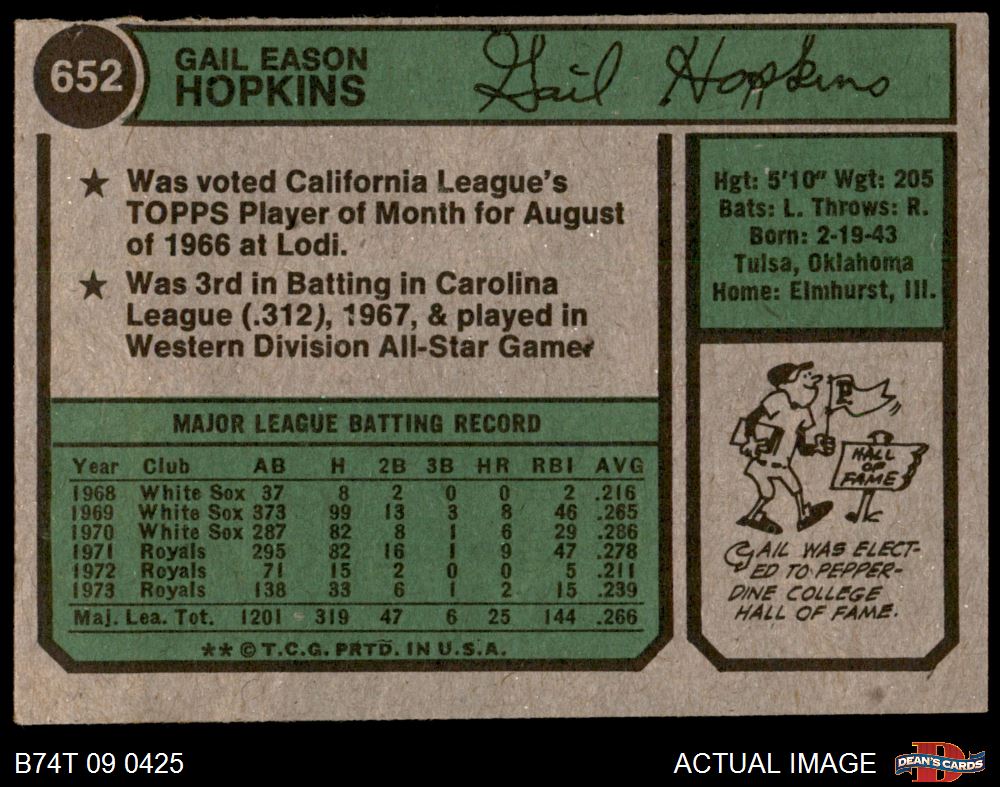 652
GAIL EASON
HOPKINS
Gail Hopkins
★ Was voted California League's
TOPPS Player of Month for August
of 1966 at Lodi.
★ Was 3rd in Batting in Carolina
League (.312), 1967, & played in
Western Division All-Star Game.
Hgt: 5'10" Wgt: 205
Bats: L. Throws: R.
Born: 2-19-43
Tulsa, Oklahoma
Home: Elmhurst, Ill.
MAJOR LEAGUE BATTING RECORD
Year Club AB H 2B 3B HR RBI AVG
1968 White Sox 37 8 2 0 0 2 .216
1969 White Sox 373 99 13 3 8 46 .265
1970 White Sox 287 82 8 1 6 29 .286
1971 Royals 295 82 16 1 9 47 .278
1972 Royals 71 15 2 0 0 5 .211
1973 Royals 138 33 6 1 2 15 .239
Maj. Lea. Tot. 1201 319 47 6 25 144 .266
** © T.C.G. PRTD. IN U.S.A.
P
HALL
OF
FAME
GAIL WAS ELECT-
ED TO PEPPER-
DINE COLLEGE
HALL OF FAME.
B74T 09 0425
ACTUAL IMAGE
D
DEAN'S CARDS